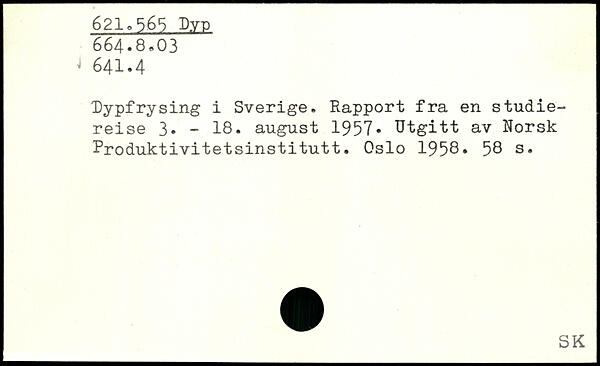 621.565 Dyp
664.8.03
641.4
Dypfrysing i Sverige. Rapport fra en studie-
reise 3. - 18. august 1957. Utgitt av Norsk
Produktivitetsinstitutt. Oslo 1958. 58 s.
SK